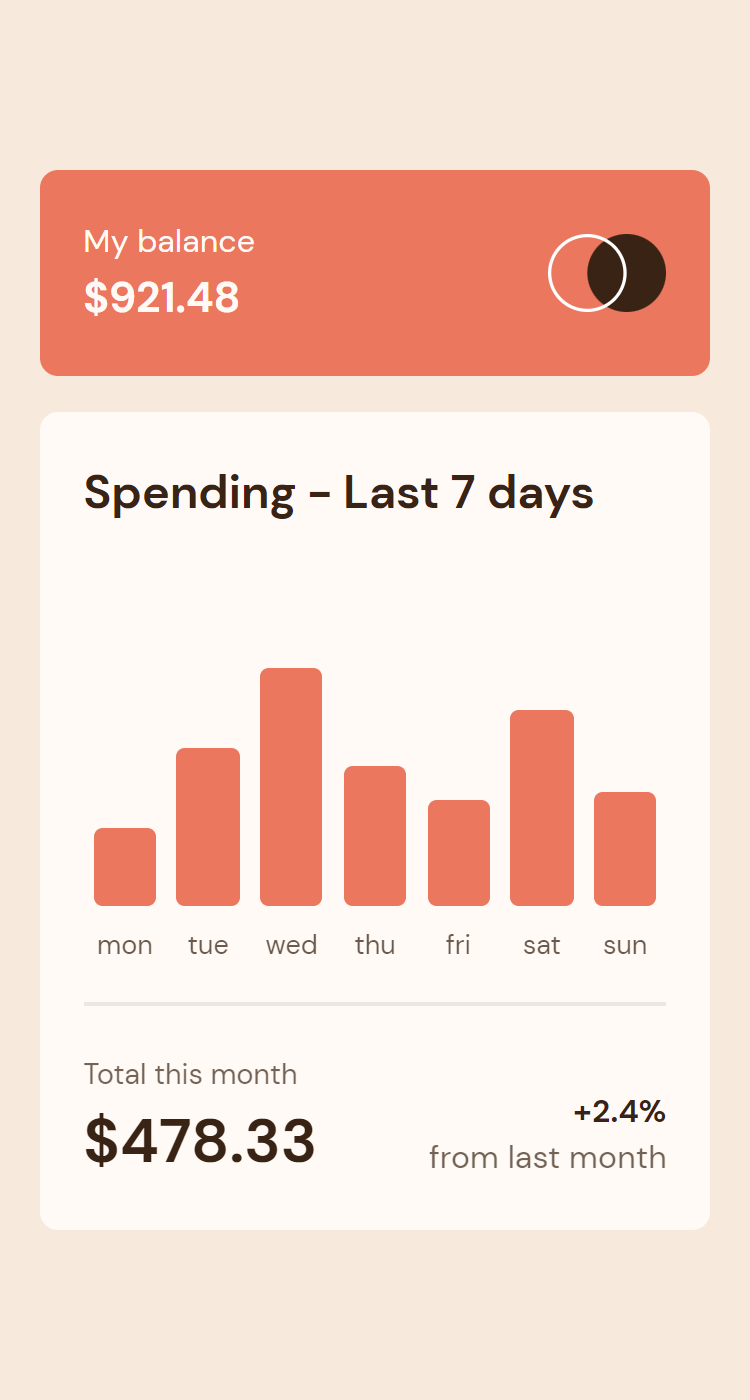 My balance
$921.48
Spending - Last 7 days
mon tue wed thu fri sat sun
Total this month
$478.33
+2.4%
from last month